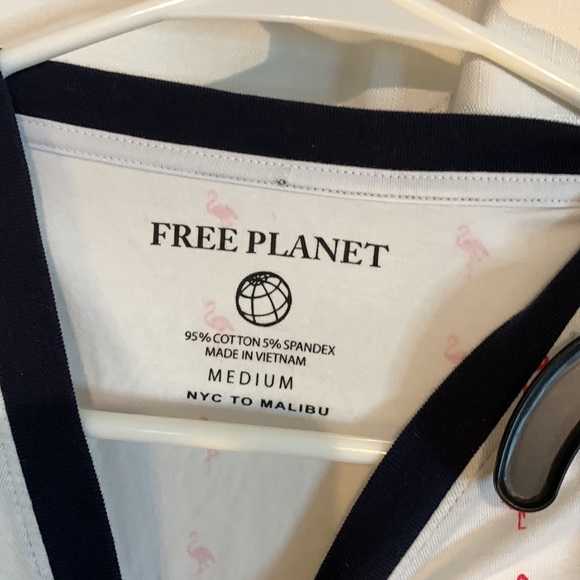 FREE PLANET
95% COTTON 5% SPANDEX
MADE IN VIETNAM
MEDIUM
NYC TO MALIBU